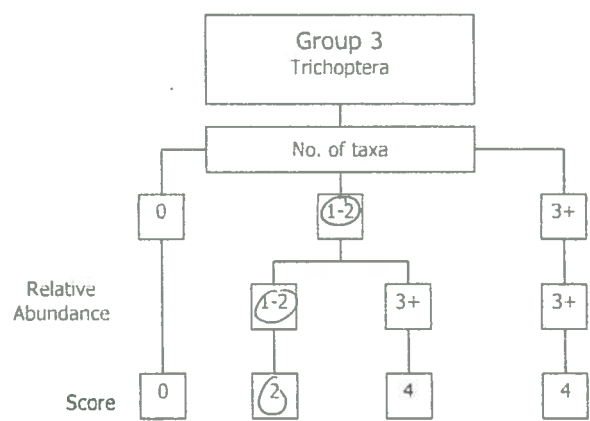 Group 3
Trichoptera
No. of taxa
0 1-2 3+
Relative
Abundance
1-2 3+ 3+
Score 0 2 4 4